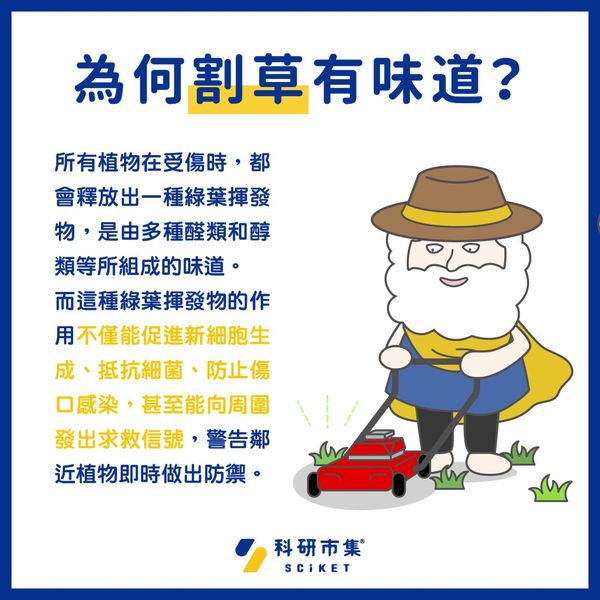 為何割草有味道？
所有植物在受傷時，都
會釋放出一種綠葉揮發
物，是由多種醛類和醇
類等所組成的味道。
而這種綠葉揮發物的作
用不僅能促進新細胞生
成、抵抗細菌、防止傷
口感染，甚至能向周圍
發出求救信號，警告鄰
近植物即時做出防禦。
科研市集®
SCiKET